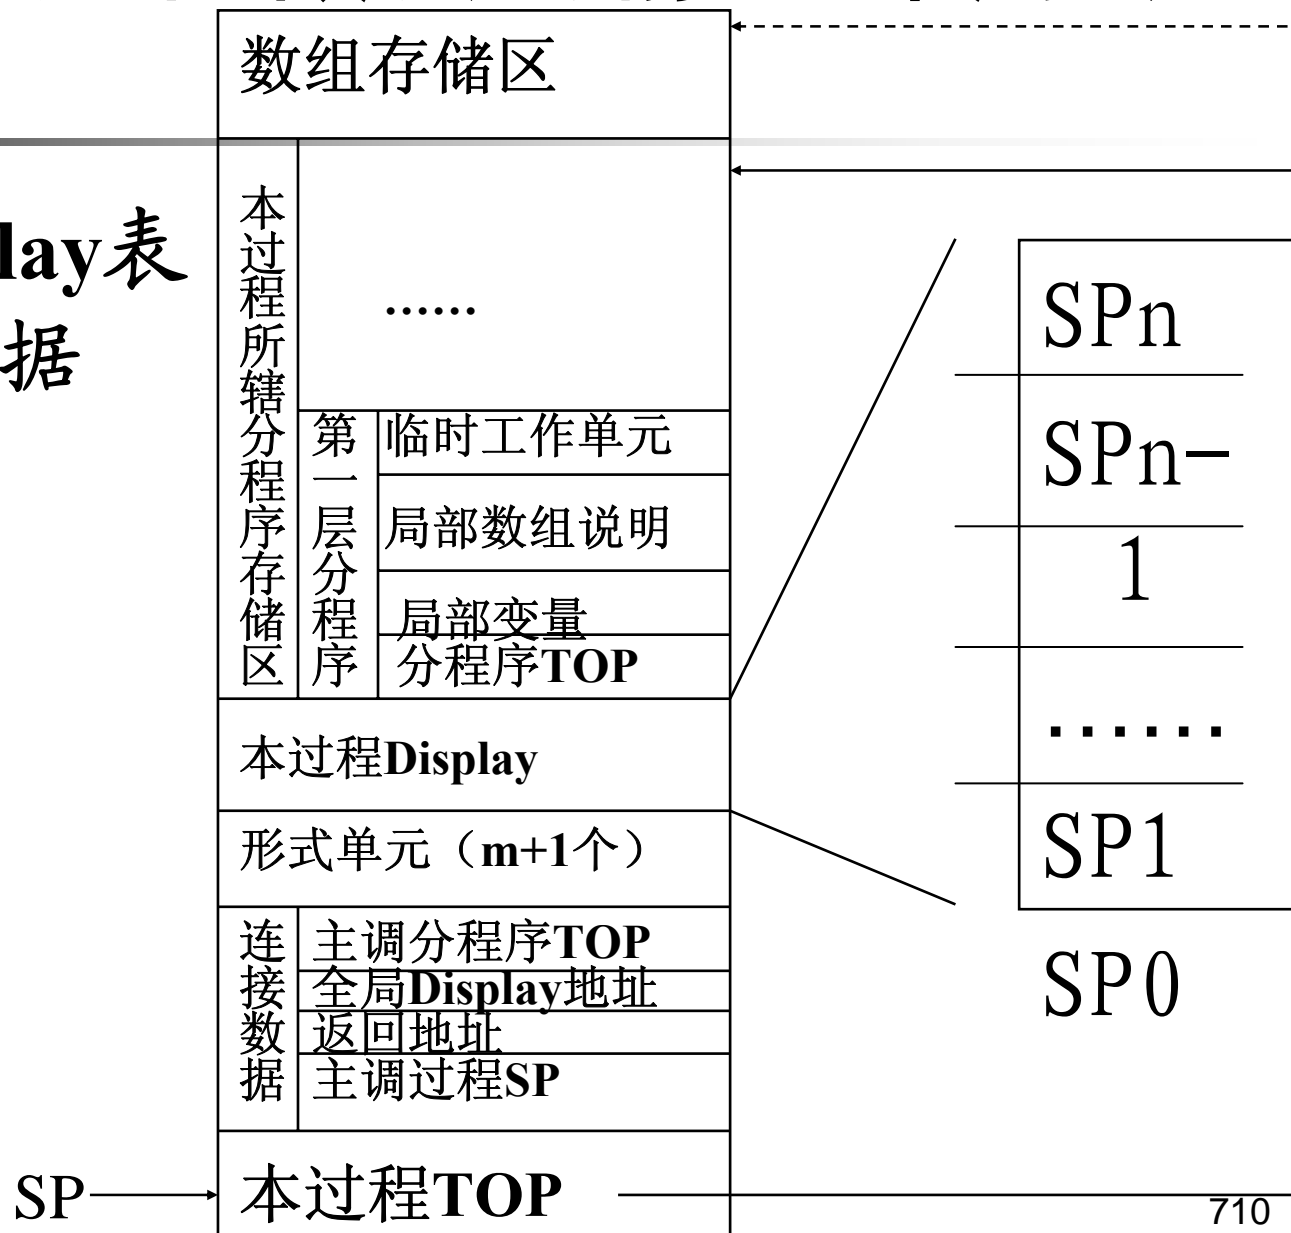 数组存储区
lay表
据
本过程所辖分程序存储区
……
第一层分程序
临时工作单元
局部数组说明
局部变量
分程序TOP
本过程Display
形式单元（m+1个）
连接数据
主调分程序TOP
全局Display地址
返回地址
主调过程SP
SP
本过程TOP
SPn
SPn-
1
......
SP1
SP0
710